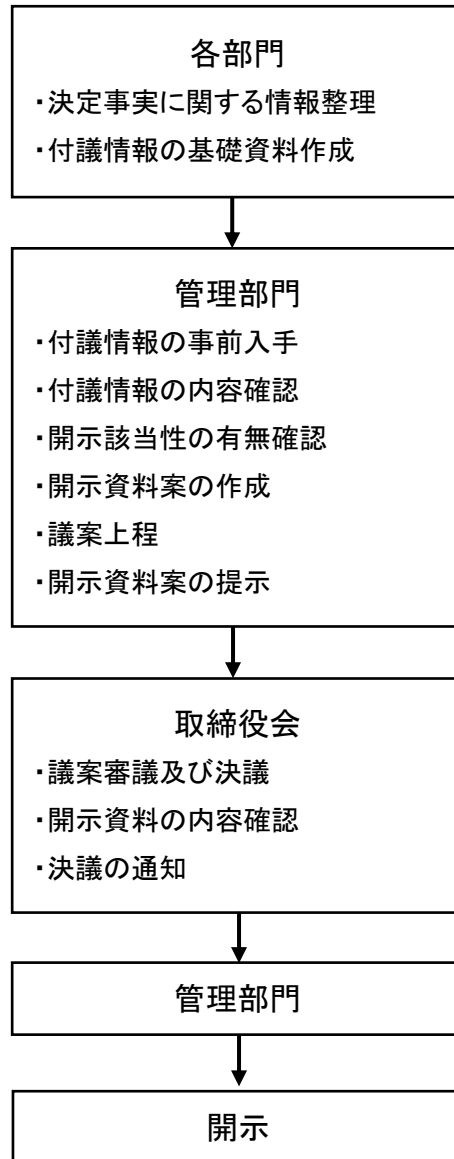 各部門
・決定事実に関する情報整理
・付議情報の基礎資料作成
管理部門
・付議情報の事前入手
・付議情報の内容確認
・開示該当性の有無確認
・開示資料案の作成
・議案上程
・開示資料案の提示
取締役会
・議案審議及び決議
・開示資料の内容確認
・決議の通知
管理部門
開示